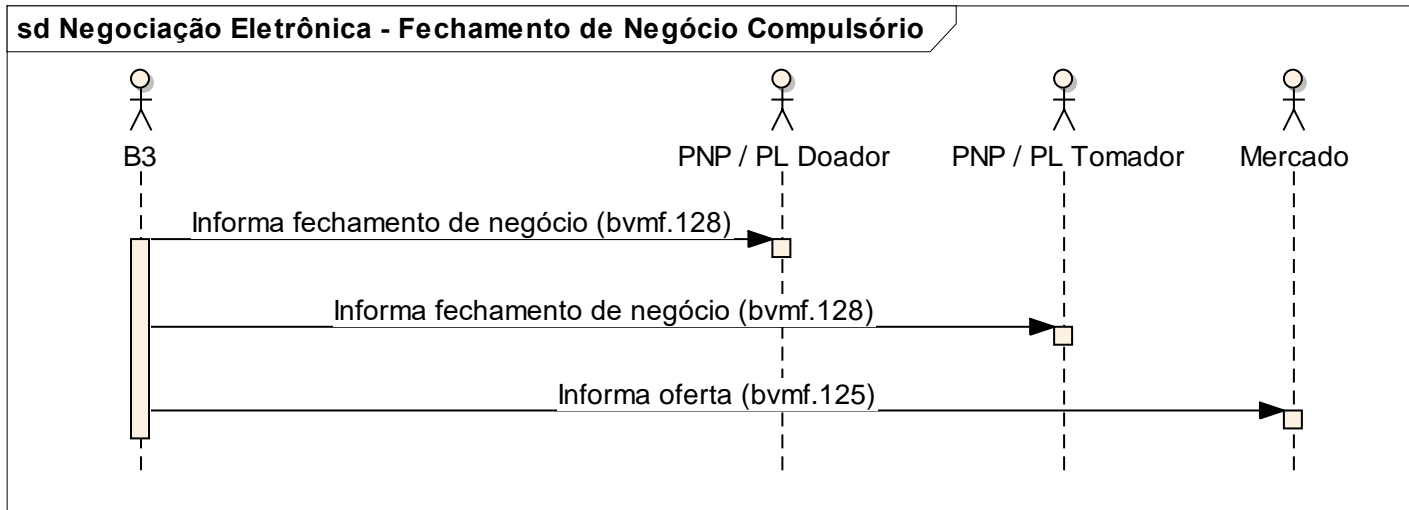 sd Negociação Eletrônica - Fechamento de Negócio Compulsório
B3
PNP / PL Doador
PNP / PL Tomador
Mercado
Informa fechamento de negócio (bvmf.128)
Informa fechamento de negócio (bvmf.128)
Informa oferta (bvmf.125)